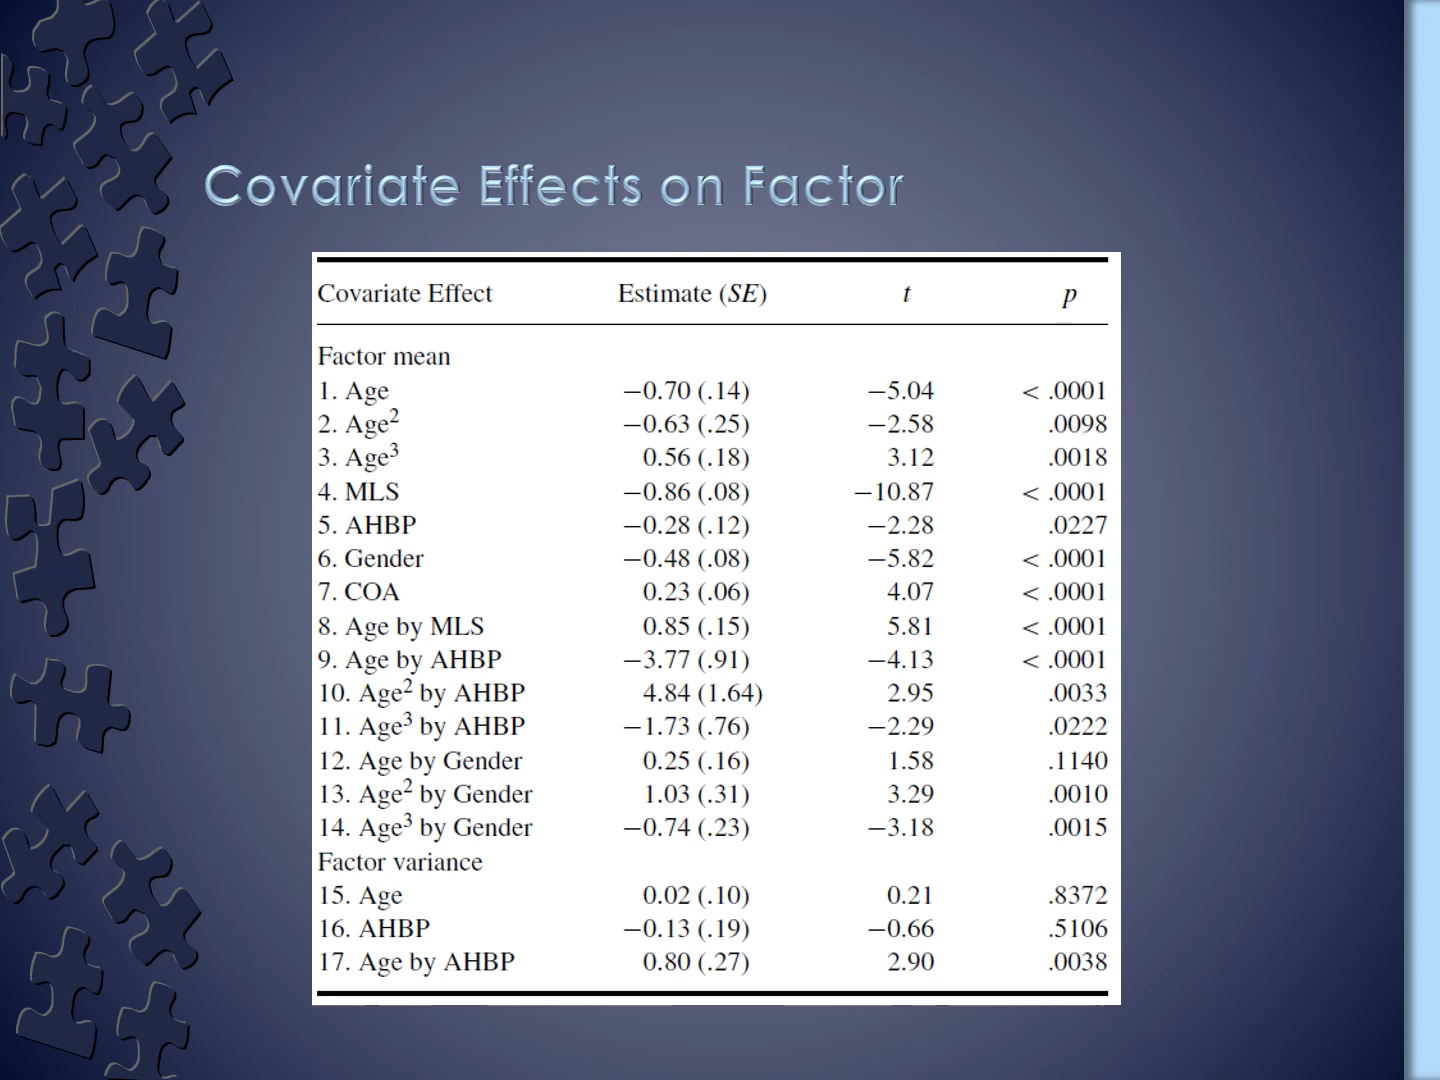 Covariate Effects on Factor
Covariate Effect Estimate (SE) t p
Factor mean
1. Age −0.70 (.14) −5.04 < .0001
2. Age² −0.63 (.25) −2.58 .0098
3. Age³ 0.56 (.18) 3.12 .0018
4. MLS −0.86 (.08) −10.87 < .0001
5. AHBP −0.28 (.12) −2.28 .0227
6. Gender −0.48 (.08) −5.82 < .0001
7. COA 0.23 (.06) 4.07 < .0001
8. Age by MLS 0.85 (.15) 5.81 < .0001
9. Age by AHBP −3.77 (.91) −4.13 < .0001
10. Age² by AHBP 4.84 (1.64) 2.95 .0033
11. Age³ by AHBP −1.73 (.76) −2.29 .0222
12. Age by Gender 0.25 (.16) 1.58 .1140
13. Age² by Gender 1.03 (.31) 3.29 .0010
14. Age³ by Gender −0.74 (.23) −3.18 .0015
Factor variance
15. Age 0.02 (.10) 0.21 .8372
16. AHBP −0.13 (.19) −0.66 .5106
17. Age by AHBP 0.80 (.27) 2.90 .0038